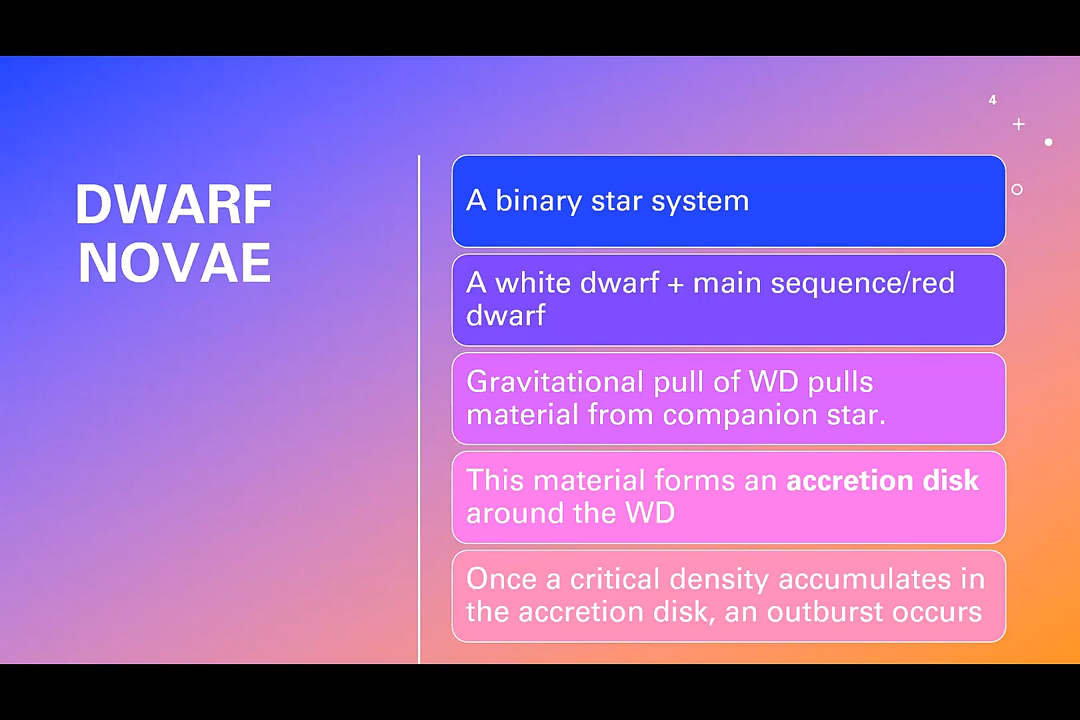 4
DWARF
NOVAE
A binary star system
A white dwarf + main sequence/red
dwarf
Gravitational pull of WD pulls
material from companion star.
This material forms an accretion disk
around the WD
Once a critical density accumulates in
the accretion disk, an outburst occurs